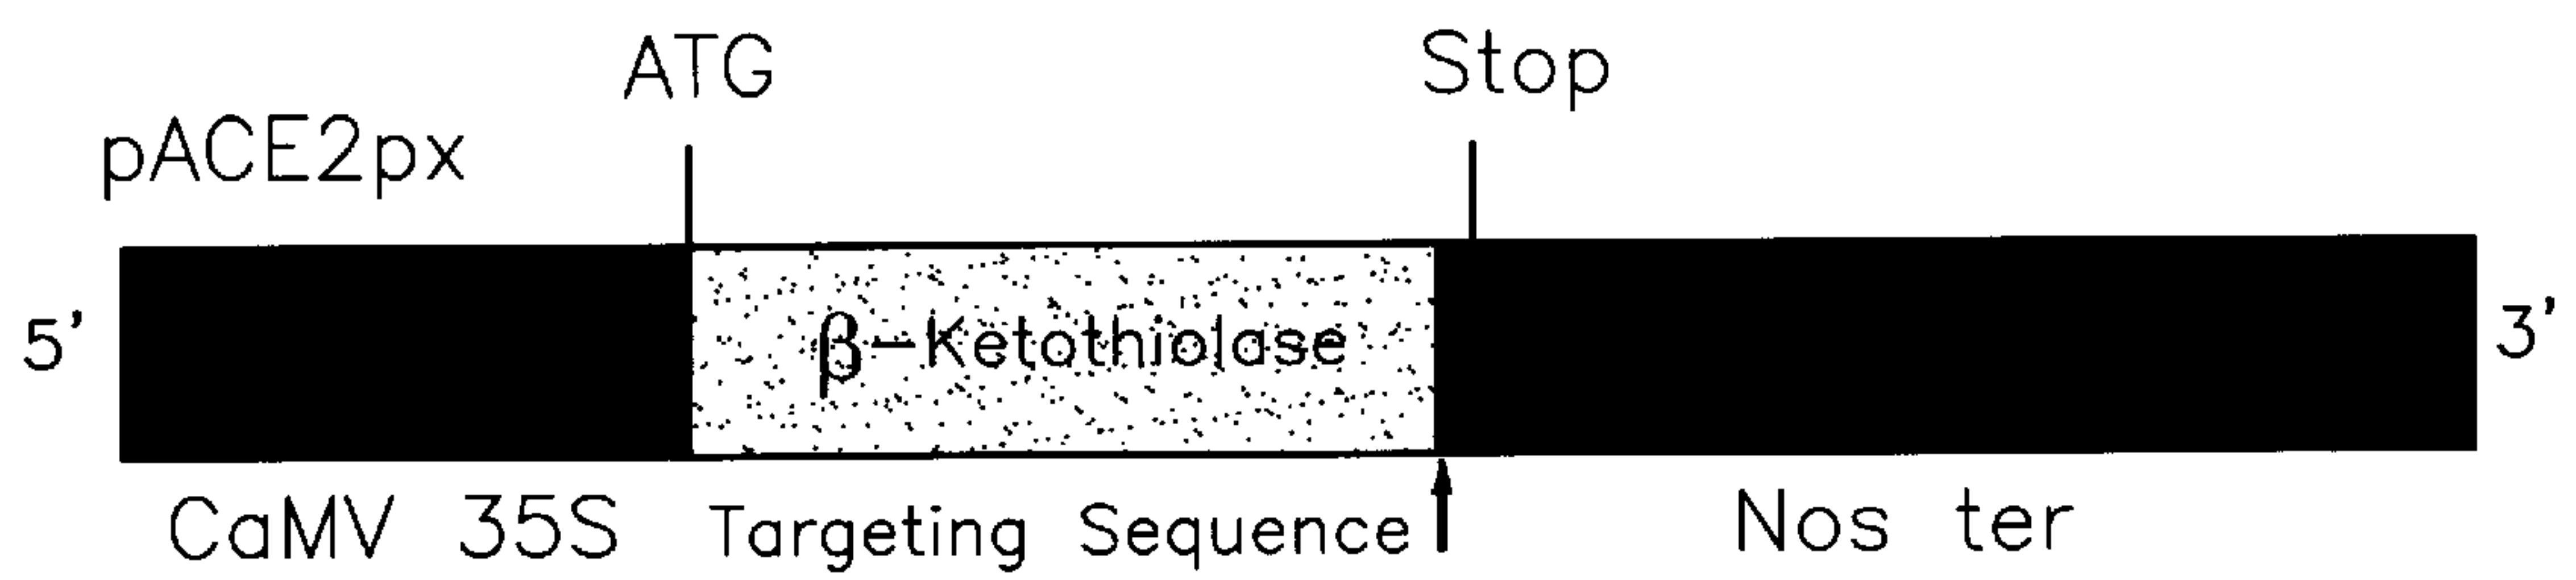 ATG Stop
pACE2px
5' β-Ketothiolase 3'
CaMV 35S Targeting Sequence Nos ter